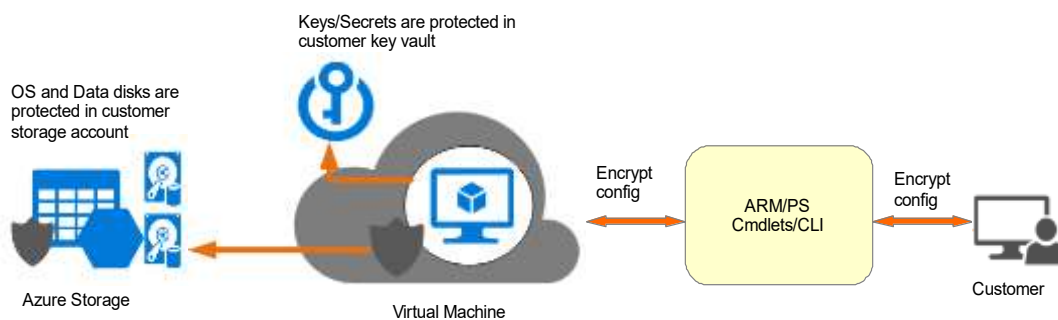 Keys/Secrets are protected in
customer key vault
OS and Data disks are
protected in customer
storage account
Encrypt
config
ARM/PS
Cmdlets/CLI
Encrypt
config
Azure Storage
Virtual Machine
Customer